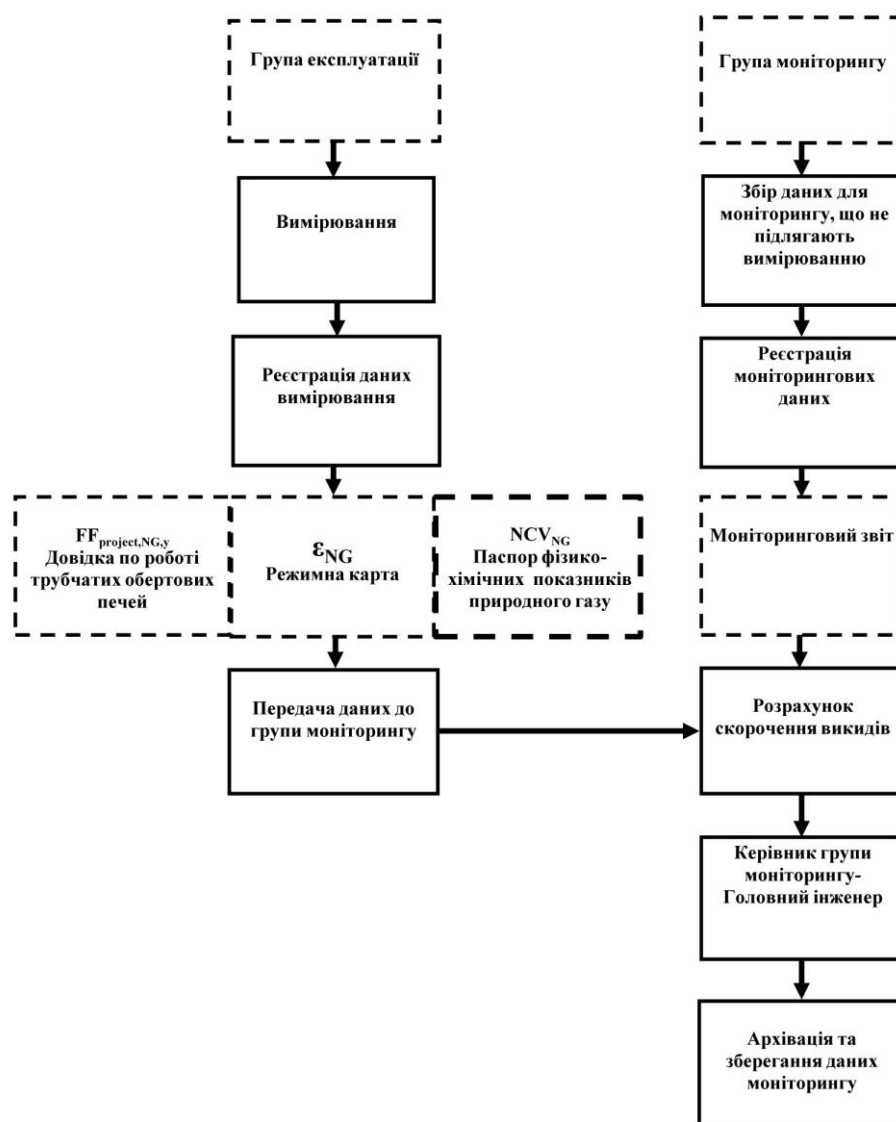 Група експлуатації
Вимірювання
Реєстрація даних
вимірювання
FFproject,NG,y
Довідка по роботі
трубчатих обертових
печей
εNG
Режимна карта
NCVNG
Паспор фізико-
хімічних показників
природного газу
Передача даних до
групи моніторингу
Група моніторингу
Збір даних для
моніторингу, що не
підлягають
вимірюванню
Реєстрація
моніторингових
даних
Моніторинговий звіт
Розрахунок
скорочення викидів
Керівник групи
моніторингу-
Головний інженер
Архівація та
зберегання даних
моніторингу